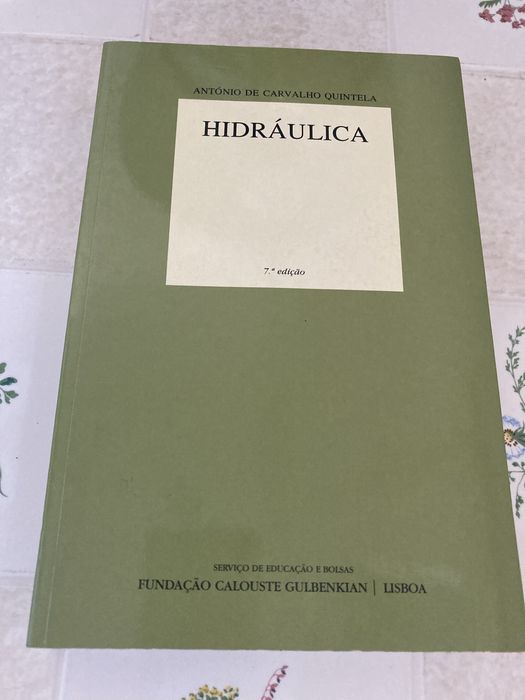 ANTÓNIO DE CARVALHO QUINTELA
HIDRÁULICA
7.ª edição
SERVIÇO DE EDUCAÇÃO E BOLSAS
FUNDAÇÃO CALOUSTE GULBENKIAN | LISBOA